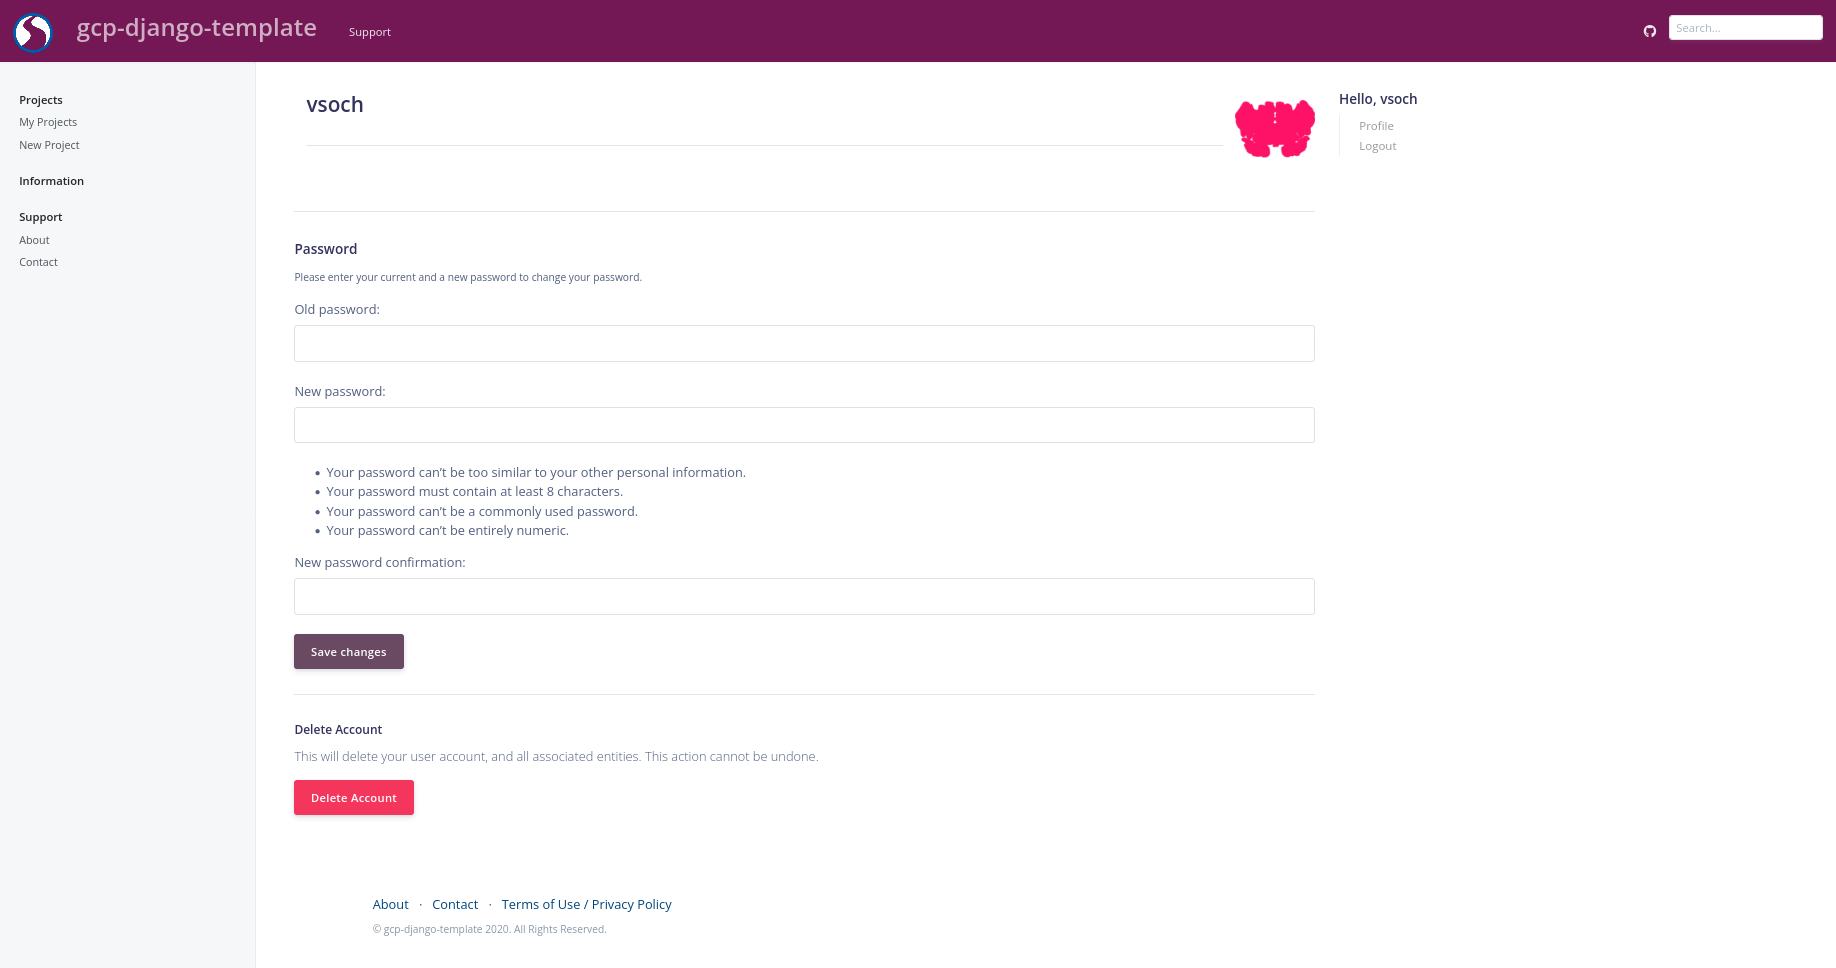 gcp-django-template
Support
Search...
Projects
My Projects
New Project
Information
Support
About
Contact
vsoch
Hello, vsoch
Profile
Logout
Password
Please enter your current and a new password to change your password.
Old password:
New password:
• Your password can’t be too similar to your other personal information.
• Your password must contain at least 8 characters.
• Your password can’t be a commonly used password.
• Your password can’t be entirely numeric.
New password confirmation:
Save changes
Delete Account
This will delete your user account, and all associated entities. This action cannot be undone.
Delete Account
About · Contact · Terms of Use / Privacy Policy
© gcp-django-template 2020. All Rights Reserved.